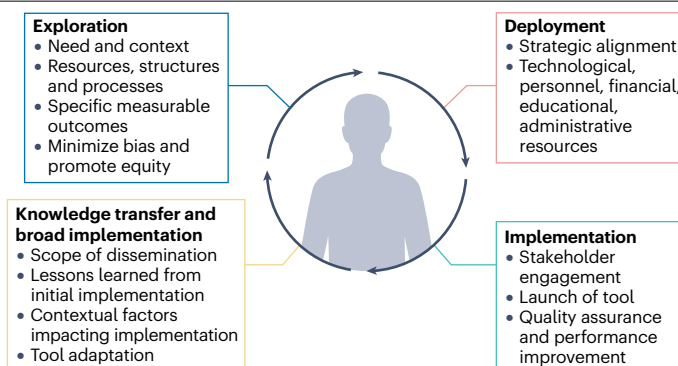 Exploration
• Need and context
• Resources, structures
and processes
• Specific measurable
outcomes
• Minimize bias and
promote equity
Deployment
• Strategic alignment
• Technological,
personnel, financial,
educational,
administrative
resources
Knowledge transfer and
broad implementation
• Scope of dissemination
• Lessons learned from
initial implementation
• Contextual factors
impacting implementation
• Tool adaptation
Implementation
• Stakeholder
engagement
• Launch of tool
• Quality assurance
and performance
improvement